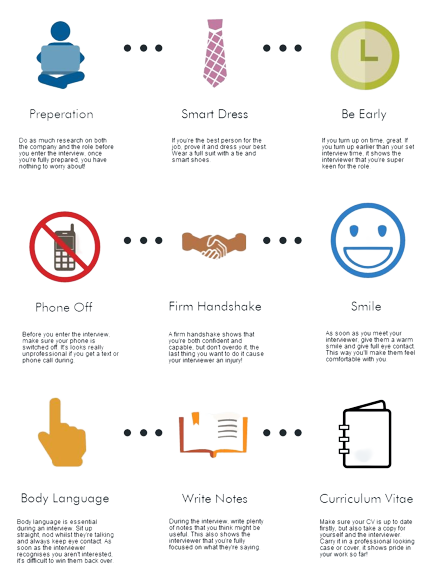 Preperation
Smart Dress
Be Early
Do as much research on both
the company and the role before
you enter the interview, once
you're fully prepared, you have
nothing to worry about!
If you're the best person for the
job, prove it and dress your best.
Wear a full suit with a tie and
smart shoes.
If you turn up on time, great. If
you turn up earlier than your set
interview time, it shows the
interviewer that you're super
keen for the role.
Phone Off
Firm Handshake
Smile
Before you enter the interview,
make sure your phone is
switched off. It's looks really
unprofessional if you get a text or
phone call during.
A firm handshake shows that
you're both confident and
capable, but don't overdo it, the
last thing you want to do it cause
your interviewer an injury!
As soon as you meet your
interviewer, give them a warm
smile and give full eye contact.
This way you'll make them feel
comfortable with you.
Body Language
Write Notes
Curriculum Vitae
Body language is essential
during an interview. Sit up
straight, nod whilst they're talking
and always keep eye contact. As
soon as the interviewer
recognises you aren't interested,
it's difficult to win them back over.
During the interview, write plenty
of notes that you think might be
useful. This also shows the
interviewer that you're fully
focused on what they're saying.
Make sure your CV is up to date
firstly, but also take a copy for
yourself and the interviewer.
Carry it in a professional looking
case or cover, it shows pride in
your work so far!